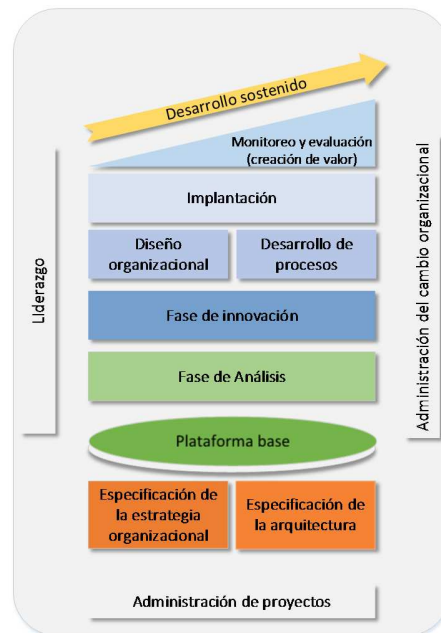 Desarrollo sostenido
Monitoreo y evaluación
(creación de valor)
Implantación
Diseño
organizacional
Desarrollo de
procesos
Fase de innovación
Fase de Análisis
Plataforma base
Especificación de
la estrategia
organizacional
Especificación de
la arquitectura
Administración de proyectos
Liderazgo
Administración del cambio organizacional